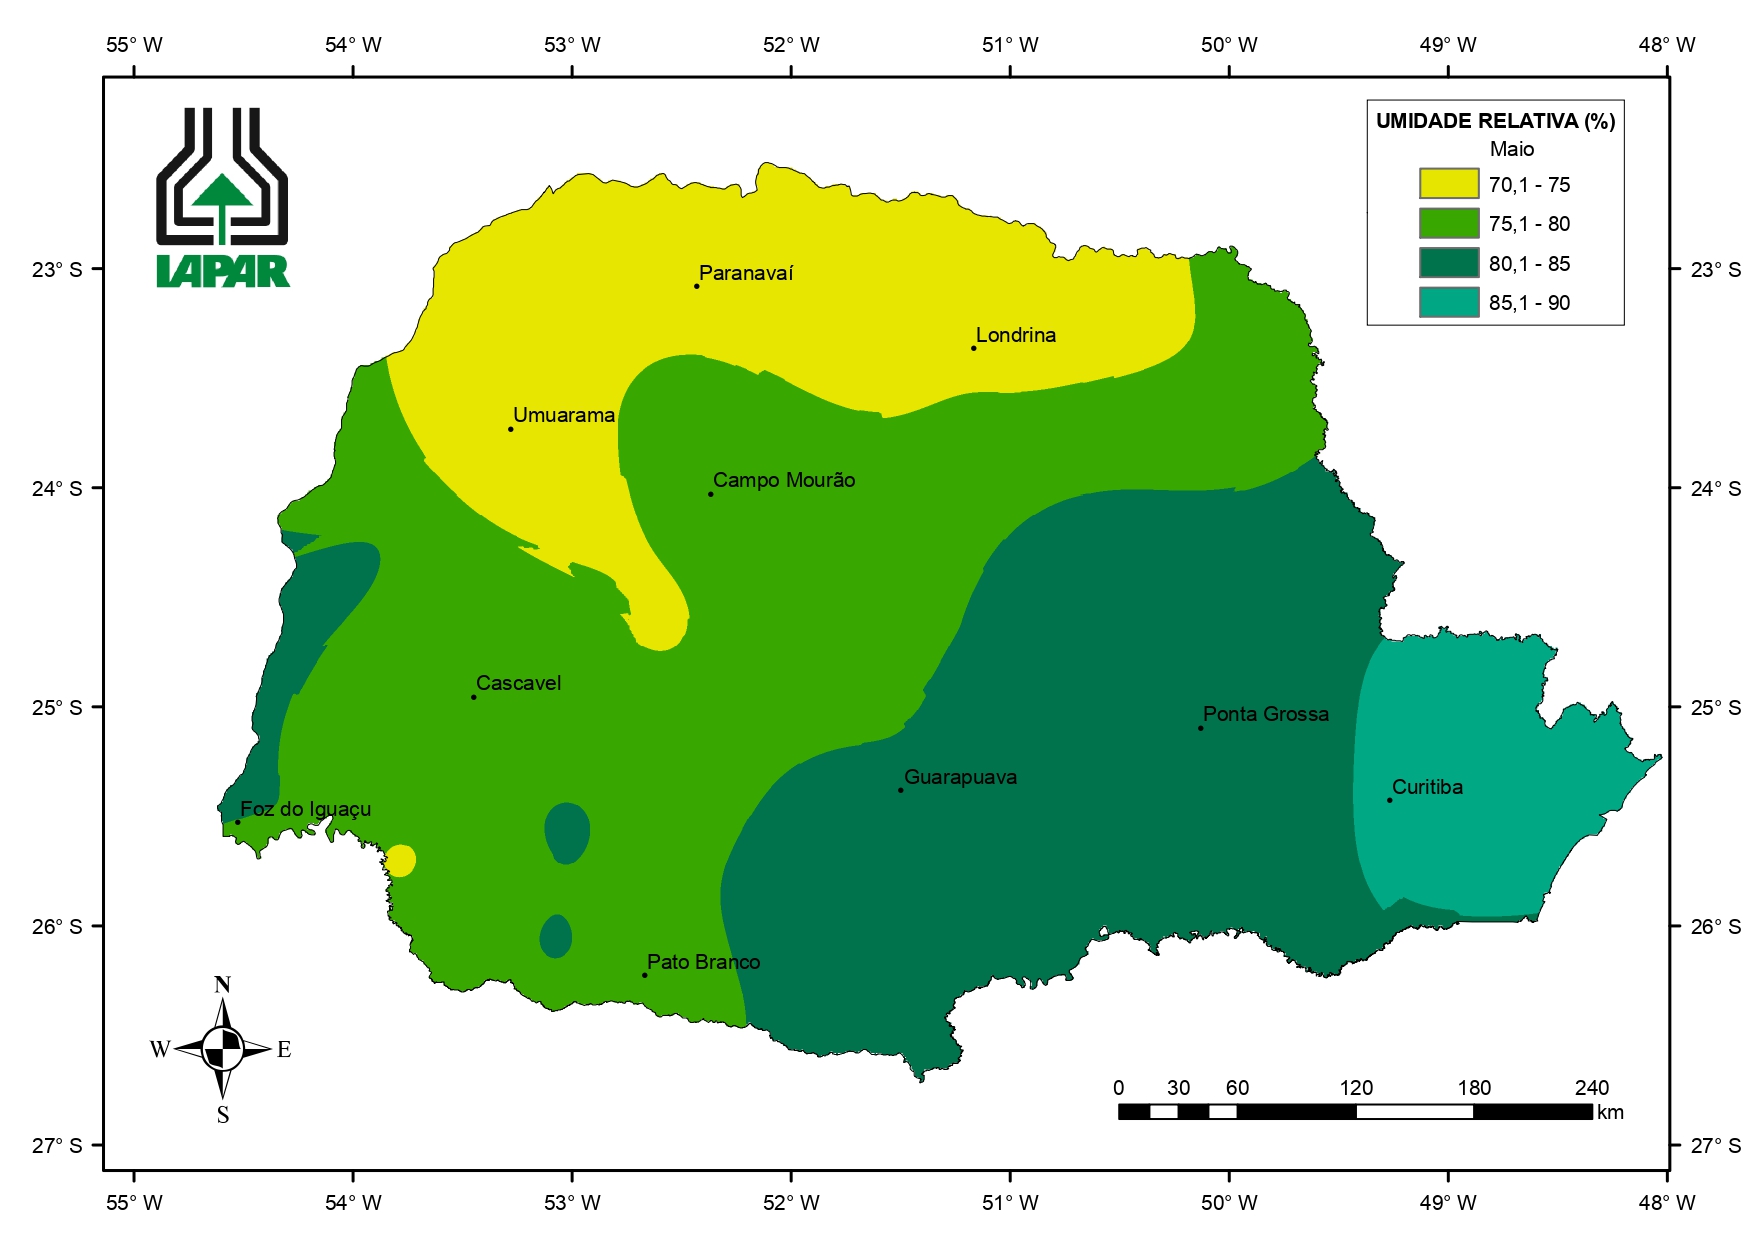 55° W 54° W 53° W 52° W 51° W 50° W 49° W 48° W
IAPAR
UMIDADE RELATIVA (%)
Maio
70,1 - 75
75,1 - 80
80,1 - 85
85,1 - 90
23° S 23° S
Paranavaí
Londrina
Umuarama
Campo Mourão
24° S 24° S
Cascavel
25° S 25° S
Ponta Grossa
Guarapuava
Curitiba
Foz do Iguaçu
26° S 26° S
Pato Branco
N
W E
S
0 30 60 120 180 240
km
27° S 27° S
55° W 54° W 53° W 52° W 51° W 50° W 49° W 48° W